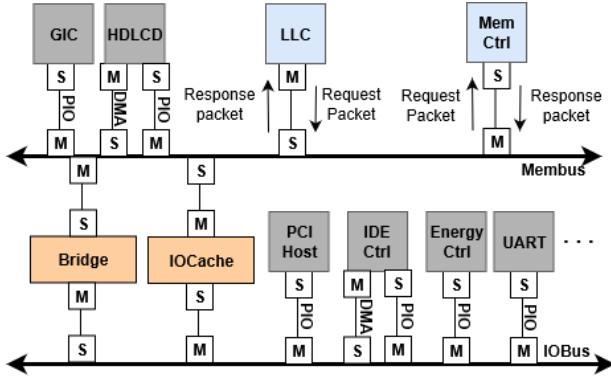 GIC
HDLCD
LLC
Mem
Ctrl
S
M
S
M
S
PIO
DMA
PIO
Response
packet
Request
Packet
Request
Packet
Response
packet
M
S
M
S
M
Membus
M
S
S
M
Bridge
IOCache
PCI
Host
IDE
Ctrl
Energy
Ctrl
UART
. . .
M
S
S
M
S
S
S
PIO
DMA
PIO
PIO
PIO
S
M
M
S
M
M
M
IOBus